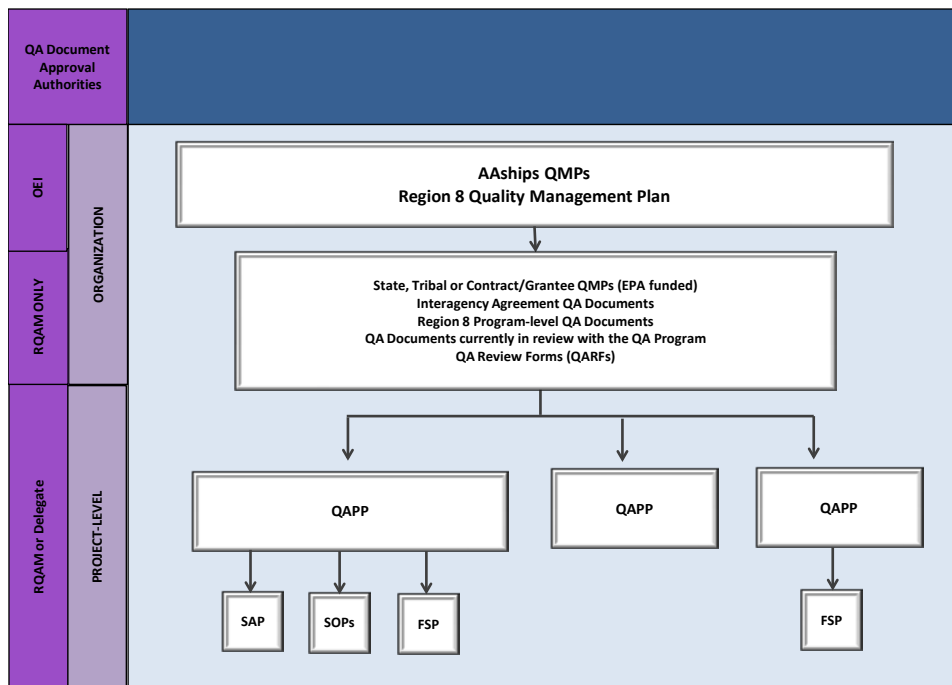 QA Document
Approval
Authorities
OEI
ORGANIZATION
AAships QMPs
Region 8 Quality Management Plan
RQAM ONLY
State, Tribal or Contract/Grantee QMPs (EPA funded)
Interagency Agreement QA Documents
Region 8 Program-level QA Documents
QA Documents currently in review with the QA Program
QA Review Forms (QARFs)
RQAM or Delegate
PROJECT-LEVEL
QAPP
QAPP
QAPP
SAP
SOPs
FSP
FSP